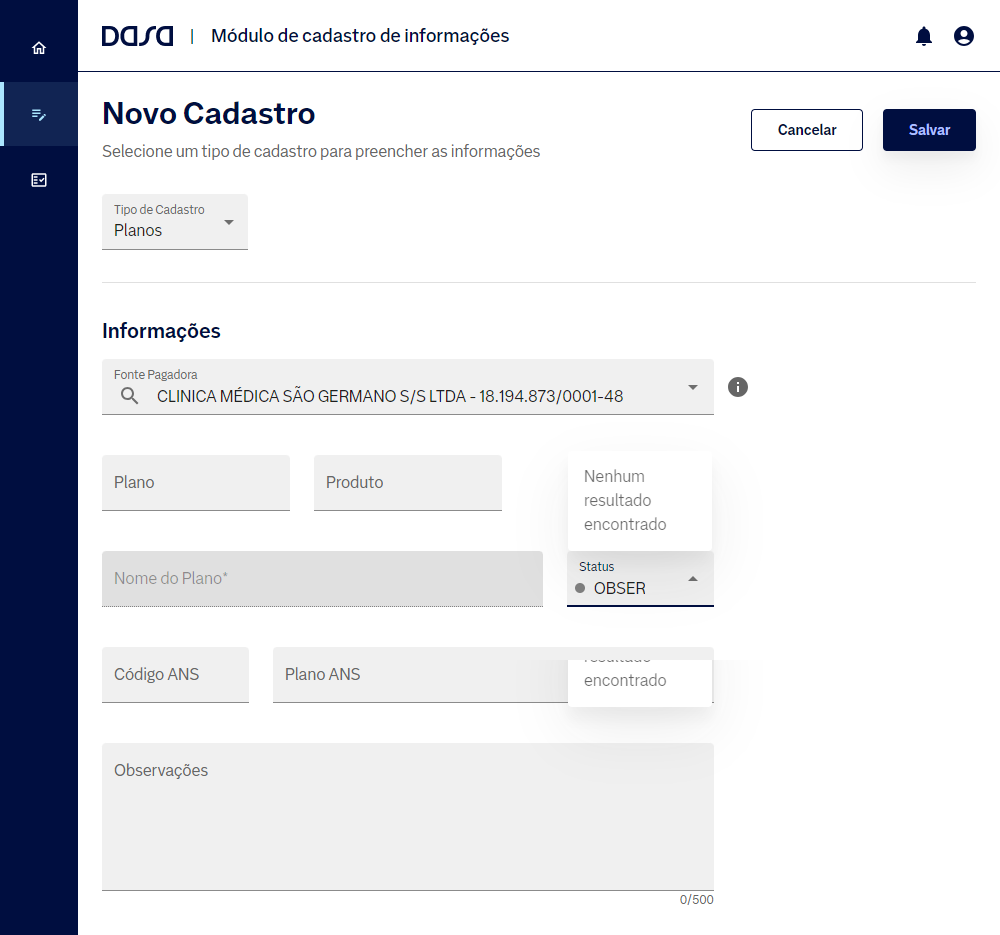 DASA | Módulo de cadastro de informações
Novo Cadastro
Selecione um tipo de cadastro para preencher as informações
Cancelar
Salvar
Tipo de Cadastro
Planos
Informações
Fonte Pagadora
CLINICA MÉDICA SÃO GERMANO S/S LTDA - 18.194.873/0001-48
Plano
Produto
Nenhum
resultado
encontrado
Nome do Plano*
Status
OBSER
Código ANS
Plano ANS
resultado
encontrado
Observações
0/500